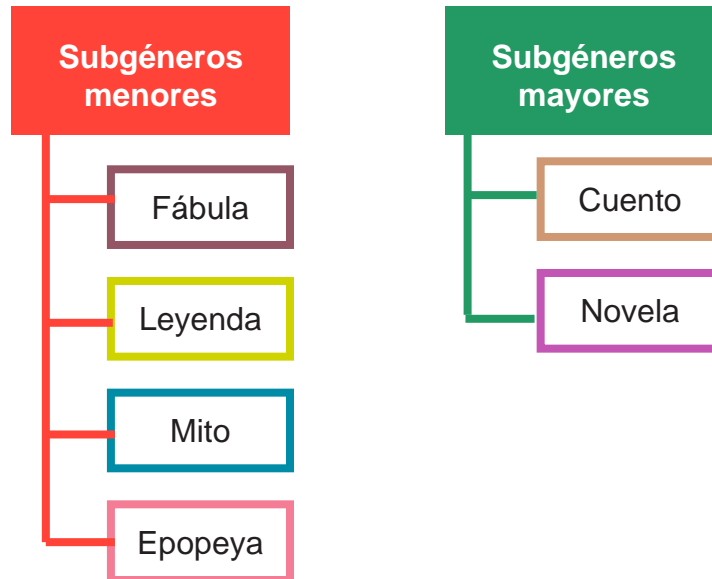 Subgéneros
menores
Fábula
Leyenda
Mito
Epopeya
Subgéneros
mayores
Cuento
Novela